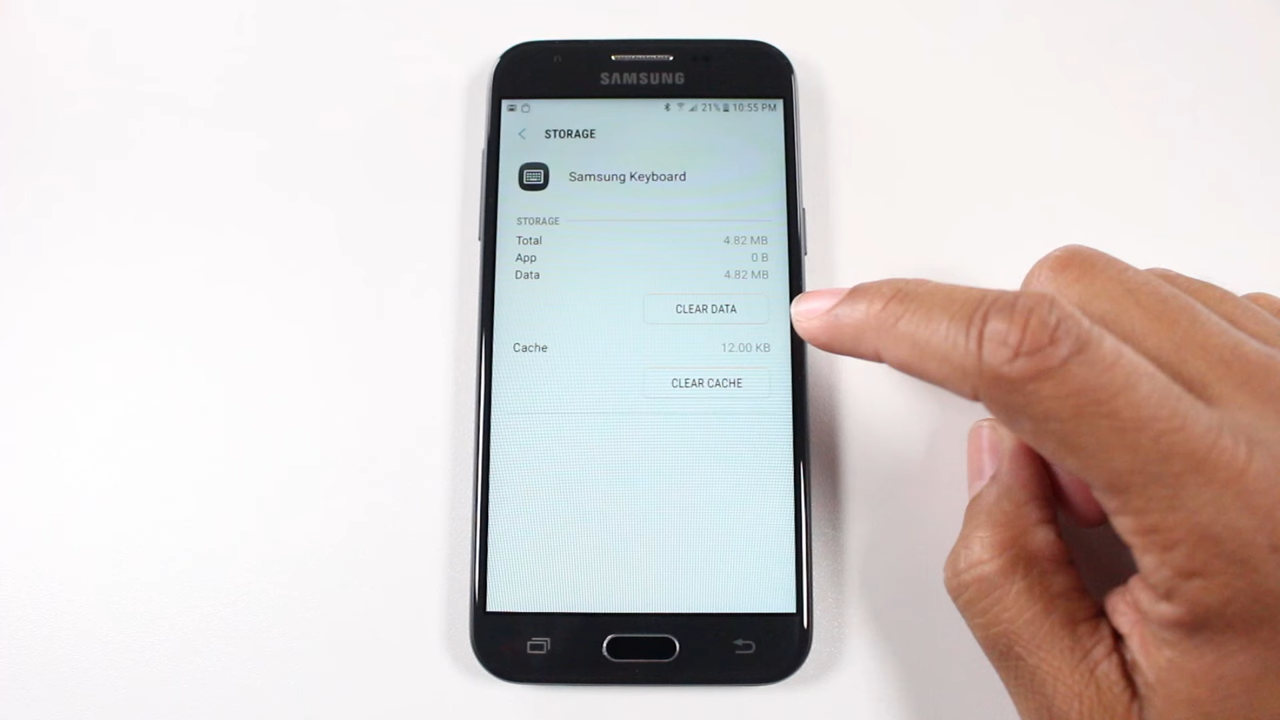 SAMSUNG
21% 10:55 PM
STORAGE
Samsung Keyboard
STORAGE
Total 4.82 MB
App 0 B
Data 4.82 MB
CLEAR DATA
Cache 12.00 KB
CLEAR CACHE